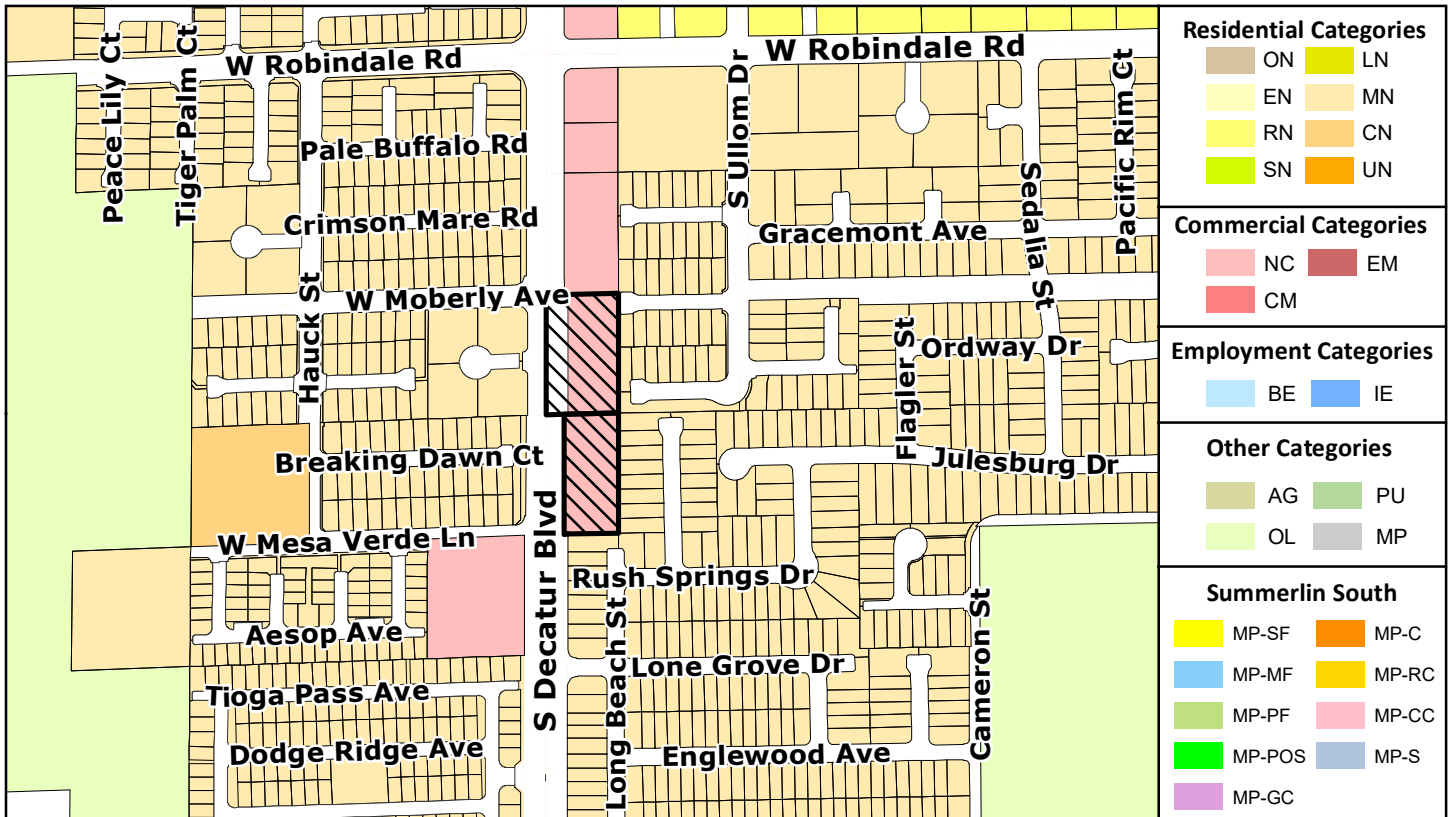 W Robindale Rd
W Robindale Rd
Peace Lily Ct
Tiger Palm Ct
S Ullom Dr
Pacific Rim Ct
Pale Buffalo Rd
Crimson Mare Rd
Sedalia St
Gracemont Ave
Hauck St
W Moberly Ave
Flagler St
Ordway Dr
Breaking Dawn Ct
Julesburg Dr
W Mesa Verde Ln
S Decatur Blvd
Rush Springs Dr
Long Beach St
Cameron St
Aesop Ave
Lone Grove Dr
Tioga Pass Ave
Dodge Ridge Ave
Englewood Ave
Residential Categories
ON LN
EN MN
RN CN
SN UN
Commercial Categories
NC EM
CM
Employment Categories
BE IE
Other Categories
AG PU
OL MP
Summerlin South
MP-SF MP-C
MP-MF MP-RC
MP-PF MP-CC
MP-POS MP-S
MP-GC